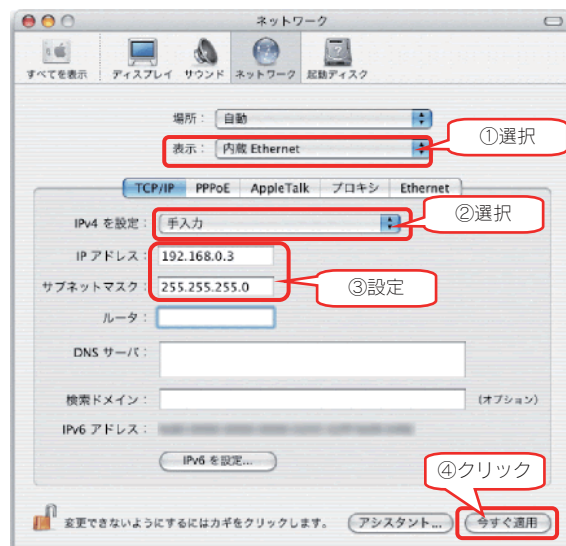 ネットワーク
すべてを表示 ディスプレイ サウンド ネットワーク 起動ディスク
場所： 自動
①選択
表示： 内蔵 Ethernet
TCP/IP PPPoE AppleTalk プロキシ Ethernet
②選択
IPv4 を設定： 手入力
IP アドレス： 192.168.0.3
サブネットマスク： 255.255.255.0
③設定
ルータ：
DNS サーバ：
検索ドメイン： (オプション)
IPv6 アドレス：
IPv6 を設定...
④クリック
変更できないようにするにはカギをクリックします。 アシスタント... 今すぐ適用